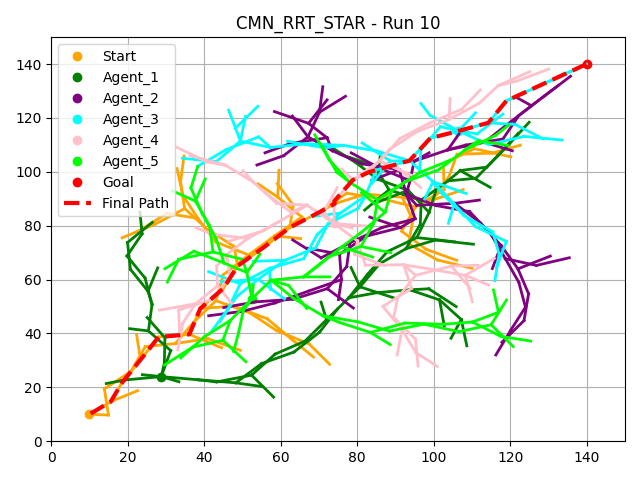 CMN_RRT_STAR - Run 10
Start
Agent_1
Agent_2
Agent_3
Agent_4
Agent_5
Goal
Final Path
140
120
100
80
60
40
20
0
0 20 40 60 80 100 120 140